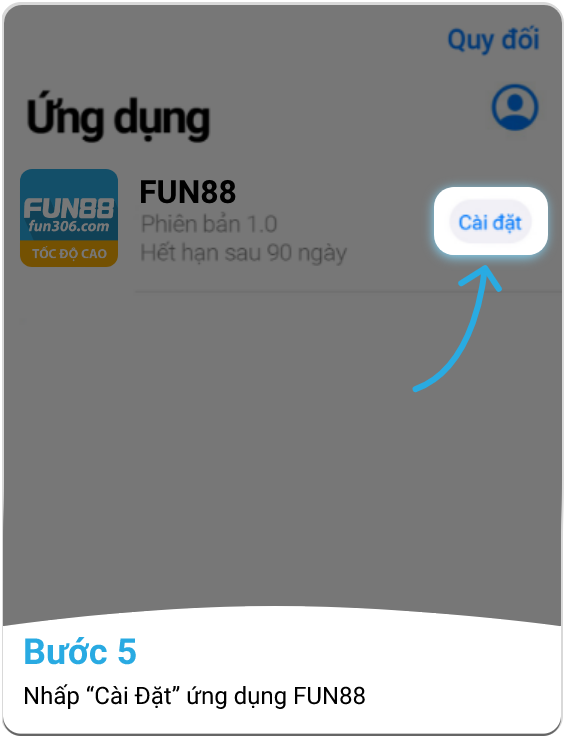 Quy đối
Ứng dụng
FUN88
fun306.com
TỐC ĐỘ CAO
FUN88
Phiên bản 1.0
Hết hạn sau 90 ngày
Cài đặt
Bước 5
Nhấp “Cài Đặt” ứng dụng FUN88